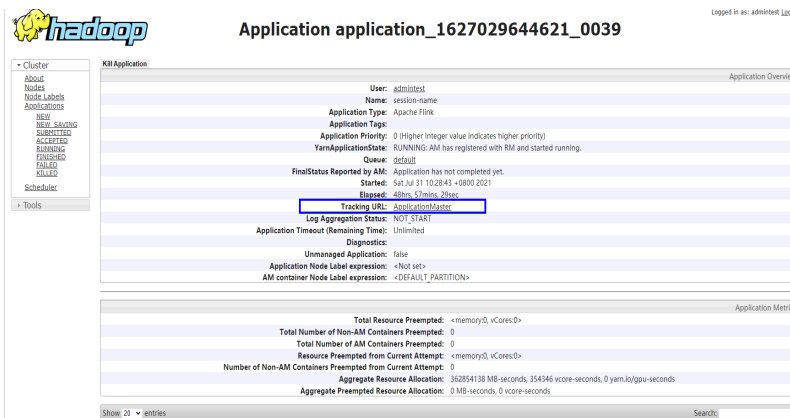 Logged in as: admintest
hadoop
Application application_1627029644621_0039
Cluster
About
Nodes
Node Labels
Applications
NEW
NEW_SAVING
SUBMITTED
ACCEPTED
RUNNING
FINISHED
FAILED
KILLED
Scheduler
Tools
Kill Application
Application
User: admintest
Name: session-name
Application Type: Apache Flink
Application Tags:
Application Priority: 0 (Higher Integer value indicates higher priority)
YarnApplicationState: RUNNING: AM has registered with RM and started running.
Queue: default
FinalStatus Reported by AM: Application has not completed yet.
Started: Sat Jul 31 10:28:43 +0800 2021
Elapsed: 48hrs, 57mins, 29sec
Tracking URL: ApplicationMaster
Log Aggregation Status: NOT_START
Application Timeout (Remaining Time): Unlimited
Diagnostics:
Unmanaged Application: false
Application Node Label expression: <Not set>
AM container Node Label expression: <DEFAULT_PARTITION>
Application
Total Resource Preempted: <memory:0, vCores:0>
Total Number of Non-AM Containers Preempted: 0
Total Number of AM Containers Preempted: 0
Resource Preempted from Current Attempt: <memory:0, vCores:0>
Number of Non-AM Containers Preempted from Current Attempt: 0
Aggregate Resource Allocation: 362854138 MB-seconds, 354346 vcore-seconds, 0 yarn.io/gpu-seconds
Aggregate Preempted Resource Allocation: 0 MB-seconds, 0 vcore-seconds
Show 20 entries
Search: